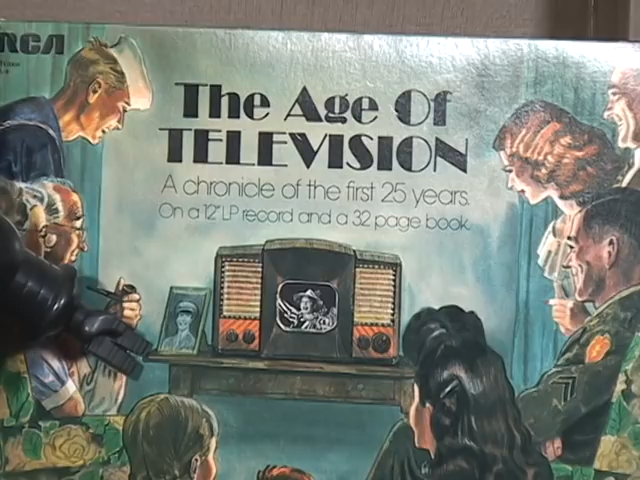 RCA
The Age Of
TELEVISION
A chronicle of the first 25 years.
On a 12" LP record and a 32 page book.